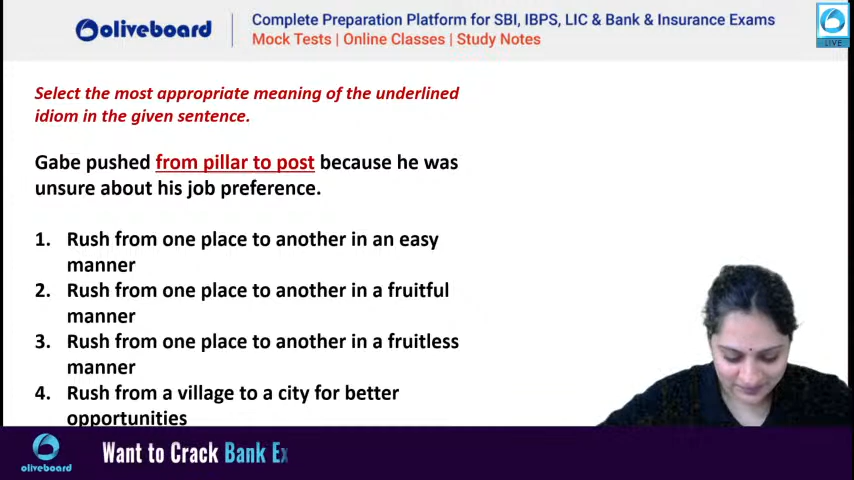 oliveboard
Complete Preparation Platform for SBI, IBPS, LIC & Bank & Insurance Exams
Mock Tests | Online Classes | Study Notes
LIVE
Select the most appropriate meaning of the underlined
idiom in the given sentence.
Gabe pushed from pillar to post because he was
unsure about his job preference.
1. Rush from one place to another in an easy
manner
2. Rush from one place to another in a fruitful
manner
3. Rush from one place to another in a fruitless
manner
4. Rush from a village to a city for better
opportunities
oliveboard
Want to Crack Bank Ex